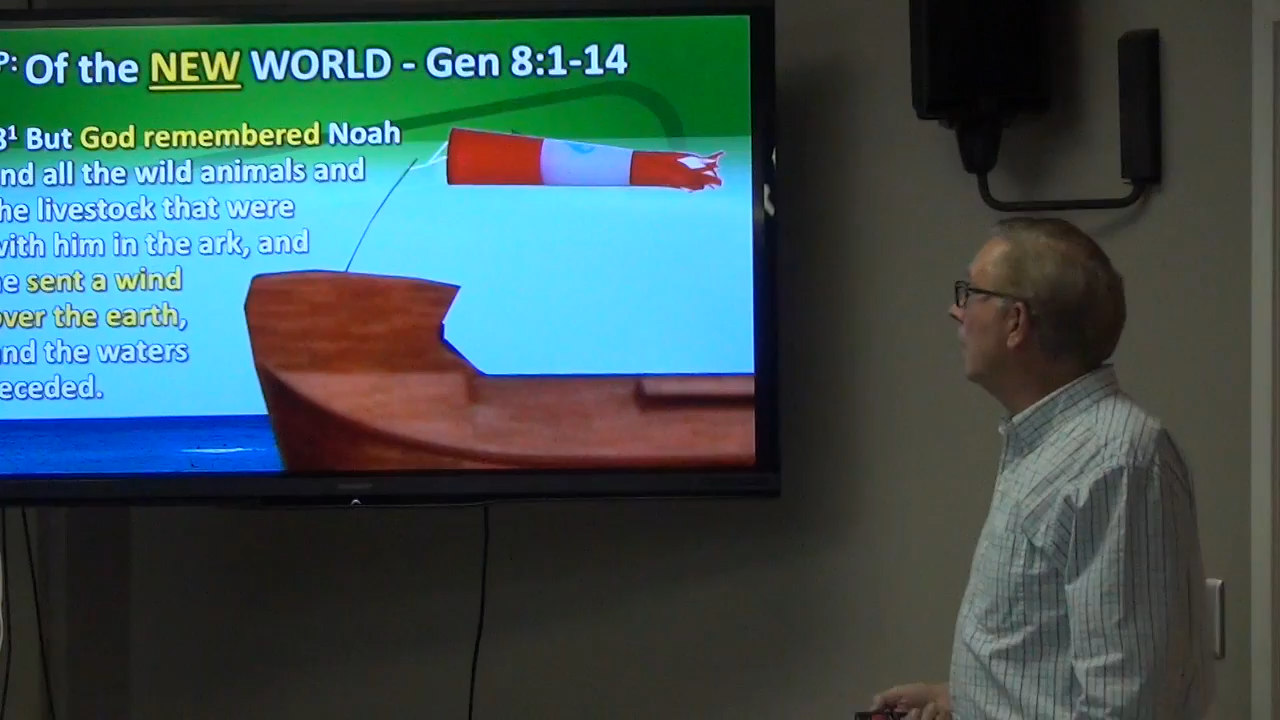 P: Of the NEW WORLD - Gen 8:1-14
8¹ But God remembered Noah
nd all the wild animals and
he livestock that were
with him in the ark, and
e sent a wind
over the earth,
nd the waters
eceded.